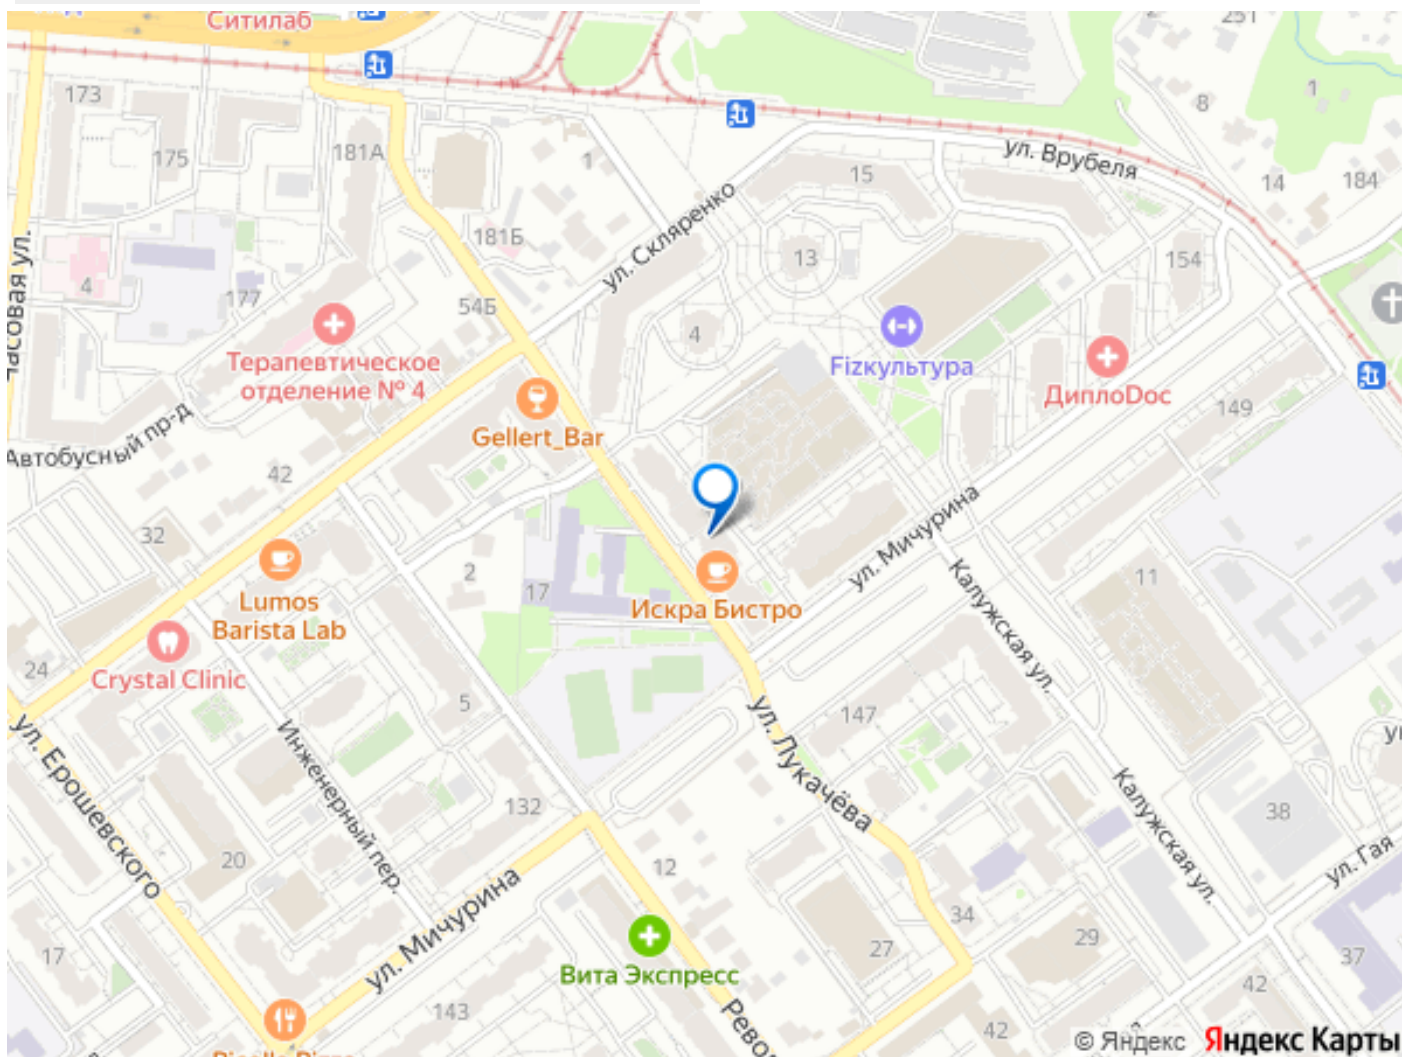 Ситилаб
251
173
8
1
175
181А
1
ул. Врубеля
15
14
184
ул. Скляренко
181Б
13
154
4
177
54Б
часовая ул.
4
Терапевтическое
отделение № 4
Fizкультура
ДиплоDoc
149
Gellert_Bar
Автобусный пр-д
42
32
ул. Мичурина
2
17
Калужская ул.
11
Lumos
Barista Lab
Искра Бистро
24
Crystal Clinic
5
147
ул. Лукачёва
ул. Ерошевского
Инженерный пер.
132
Калужская ул.
38
20
12
ул. Гая
ул. Мичурина
34
27
29
17
37
Вита Экспресс
42
143
42
© Яндекс Яндекс Карты